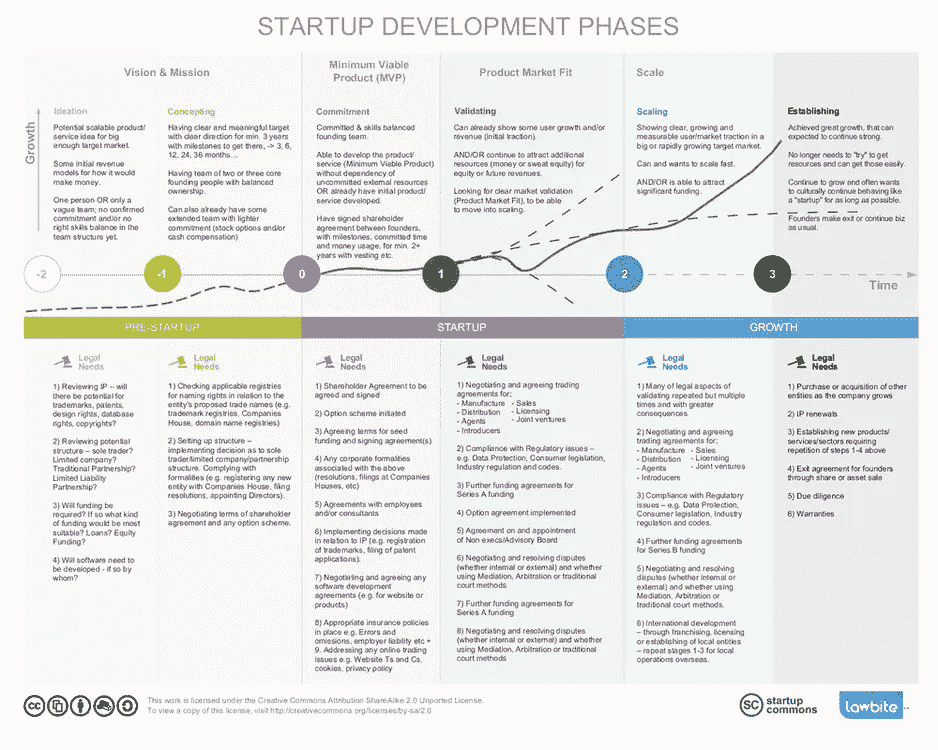 STARTUP DEVELOPMENT PHASES
Vision & Mission
Minimum Viable
Product (MVP)
Product Market Fit
Scale
Growth
Ideation
Potential scalable product/
service idea for big
enough target market.
Some initial revenue
models for how it would
make money.
One person OR only a
vague team; no confirmed
commitment and/or no
right skills balance in the
team structure yet.
Concepting
Having clear and meaningful target
with clear direction for min. 3 years
with milestones to get there, -> 3, 6,
12, 24, 36 months...
Having team of two or three core
founding people with balanced
ownership.
Can also already have some
extended team with lighter
commitment (stock options and/or
cash compensation)
Commitment
Committed & skills balanced
founding team.
Able to develop the product/
service (Minimum Viable Product)
without dependency of
uncommitted external resources
OR already have initial product/
service developed.
Have signed shareholder
agreement between founders,
with milestones, committed time
and money usage, for min. 2+
years with vesting etc.
Validating
Can already show some user growth and/or
revenue (initial traction).
AND/OR continue to attract additional
resources (money or sweat equity) for
equity or future revenues.
Looking for clear market validation
(Product Market Fit), to be able
to move into scaling.
Scaling
Showing clear, growing and
measurable user/market traction in a
big or rapidly growing target market.
Can and wants to scale fast.
AND/OR is able to attract
significant funding.
Establishing
Achieved great growth, that can
expected to continue strong.
No longer needs to "try" to get
resources and can get those easily.
Continue to grow and often wants
to culturally continue behaving like
a "startup" for as long as possible.
Founders make exit or continue biz
as usual.
-2
-1
0
1
2
3
Time
PRE-STARTUP
STARTUP
GROWTH
Legal
Needs
1) Reviewing IP – will
there be potential for
trademarks, patents,
design rights, database
rights, copyrights?
2) Reviewing potential
structure – sole trader?
Limited company?
Traditional Partnership?
Limited Liability
Partnership?
3) Will funding be
required? If so what kind
of funding would be most
suitable? Loans? Equity
Funding?
4) Will software need to
be developed - if so by
whom?
Legal
Needs
1) Checking applicable registries
for naming rights in relation to the
entity's proposed trade names (e.g.
trademark registries, Companies
House, domain name registries)
2) Setting up structure –
implementing decision as to sole
trader/limited company/partnership
structure. Complying with
formalities (e.g. registering any new
entity with Companies House, filing
resolutions, appointing Directors).
3) Negotiating terms of shareholder
agreement and any option scheme.
Legal
Needs
1) Shareholder Agreement to be
agreed and signed
2) Option scheme initiated
3) Agreeing terms for seed
funding and signing agreement(s)
4) Any corporate formalities
associated with the above
(resolutions, filings at Companies
Houses, etc)
5) Agreements with employees
and/or consultants
6) Implementing decisions made
in relation to IP (e.g. registration
of trademarks, filing of patent
applications).
7) Negotiating and agreeing any
software development
agreements (e.g. for website or
products)
8) Appropriate insurance policies
in place e.g. Errors and
omissions, employer liability etc +
9. Addressing any online trading
issues e.g. Website Ts and Cs,
cookies, privacy policy
Legal
Needs
1) Negotiating and agreeing trading
agreements for;
- Manufacture - Sales
- Distribution - Licensing
- Agents - Joint ventures
- Introducers
2) Compliance with Regulatory issues –
e.g. Data Protection, Consumer legislation,
Industry regulation and codes.
3) Further funding agreements for
Series A funding
4) Option agreement implemented
5) Agreement on and appointment
of Non execs/Advisory Board
6) Negotiating and resolving disputes
(whether internal or external) and whether
using Mediation, Arbitration or traditional
court methods.
7) Further funding agreements for
Series A funding
8) Negotiating and resolving disputes
(whether internal or external) and whether
using Mediation, Arbitration or traditional
court methods
Legal
Needs
1) Many of legal aspects of
validating repeated but multiple
times and with greater
consequences
2) Negotiating and agreeing
trading agreements for;
- Manufacture - Sales
- Distribution - Licensing
- Agents - Joint ventures
- Introducers
3) Compliance with Regulatory
issues – e.g. Data Protection,
Consumer legislation, Industry
regulation and codes.
4) Further funding agreements
for Series B funding
5) Negotiating and resolving
disputes (whether internal or
external) and whether using
Mediation, Arbitration or
traditional court methods.
6) International development
– through franchising, licensing
or establishing of local entities
– repeat stages 1-3 for local
operations overseas.
Legal
Needs
1) Purchase or acquisition of other
entities as the company grows
2) IP renewals
3) Establishing new products/
services/sectors requiring
repetition of steps 1-4 above
4) Exit agreement for founders
through share or asset sale
5) Due diligence
6) Warranties
cc
This work is licensed under the Creative Commons Attribution ShareAlike 2.0 Unported License.
To view a copy of this license, visit http://creativecommons.org/licenses/by-sa/2.0
SC startup
commons
lawbite